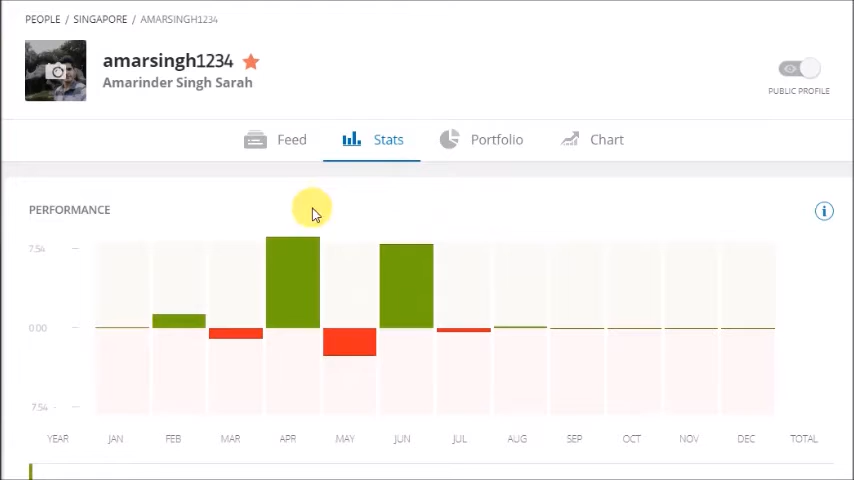 PEOPLE / SINGAPORE / AMARSINGH1234
amarsingh1234
Amarinder Singh Sarah
PUBLIC PROFILE
Feed Stats Portfolio Chart
PERFORMANCE
i
7.54
0.00
7.54
YEAR JAN FEB MAR APR MAY JUN JUL AUG SEP OCT NOV DEC TOTAL